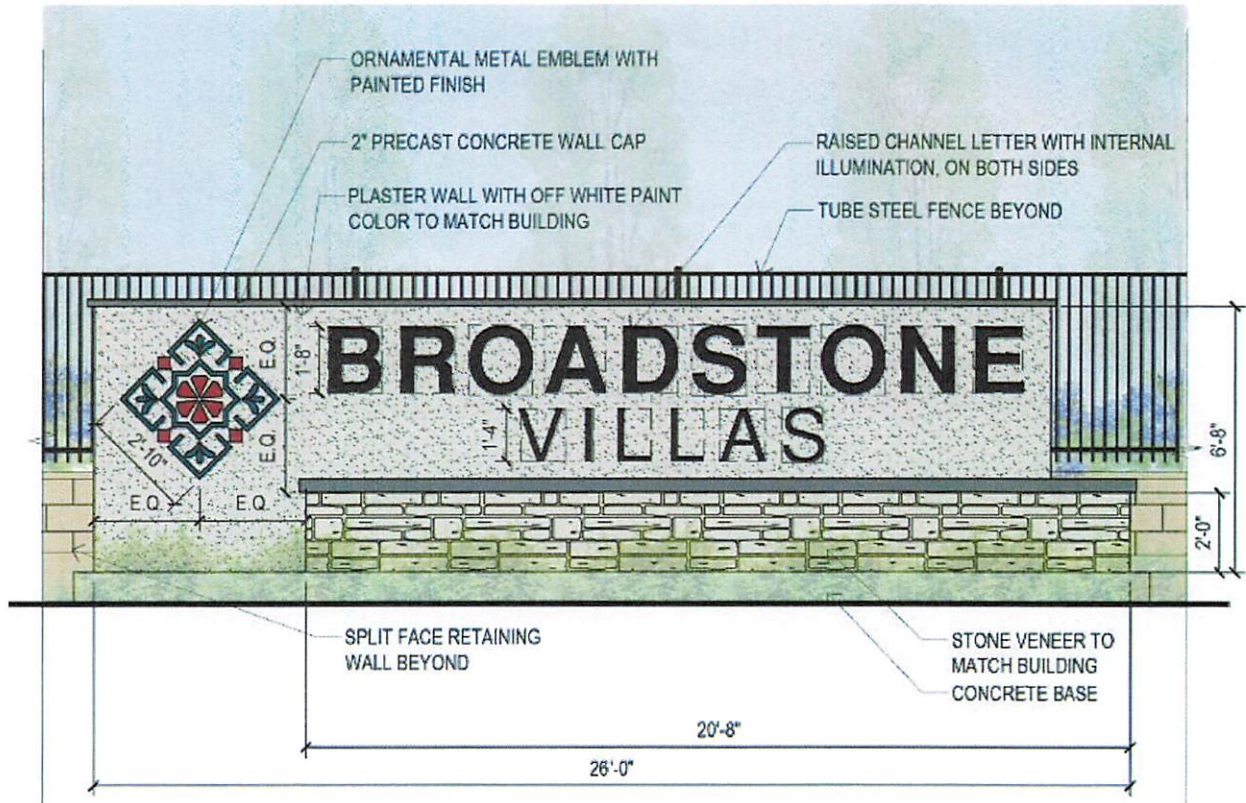 ORNAMENTAL METAL EMBLEM WITH
PAINTED FINISH
2" PRECAST CONCRETE WALL CAP
PLASTER WALL WITH OFF WHITE PAINT
COLOR TO MATCH BUILDING
RAISED CHANNEL LETTER WITH INTERNAL
ILLUMINATION, ON BOTH SIDES
TUBE STEEL FENCE BEYOND
BROADSTONE
VILLAS
E.Q.
1'-8"
E.Q.
1'-4"
2'-10"
E.Q.
E.Q.
6'-8"
2'-0"
SPLIT FACE RETAINING
WALL BEYOND
STONE VENEER TO
MATCH BUILDING
CONCRETE BASE
20'-8"
26'-0"